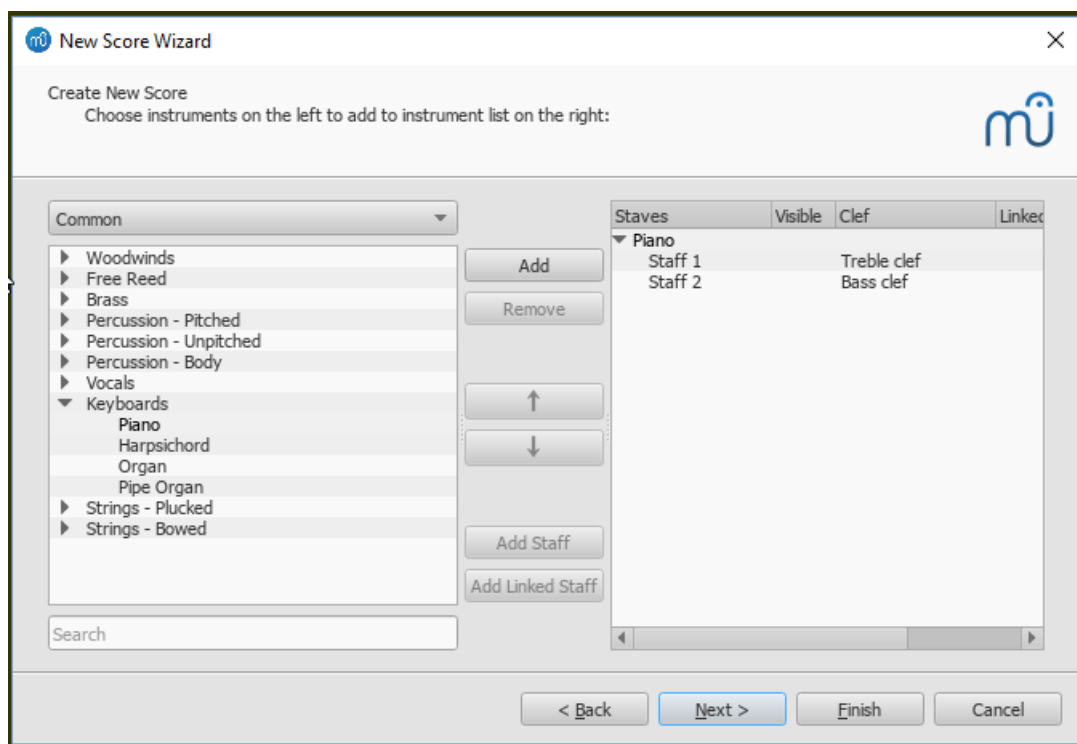 New Score Wizard
Create New Score
Choose instruments on the left to add to instrument list on the right:
Common
Woodwinds
Free Reed
Brass
Percussion - Pitched
Percussion - Unpitched
Percussion - Body
Vocals
Keyboards
Piano
Harpsichord
Organ
Pipe Organ
Strings - Plucked
Strings - Bowed
Search
Add
Remove
↑
↓
Add Staff
Add Linked Staff
Staves Visible Clef Linked
Piano
Staff 1 Treble clef
Staff 2 Bass clef
< Back Next > Finish Cancel